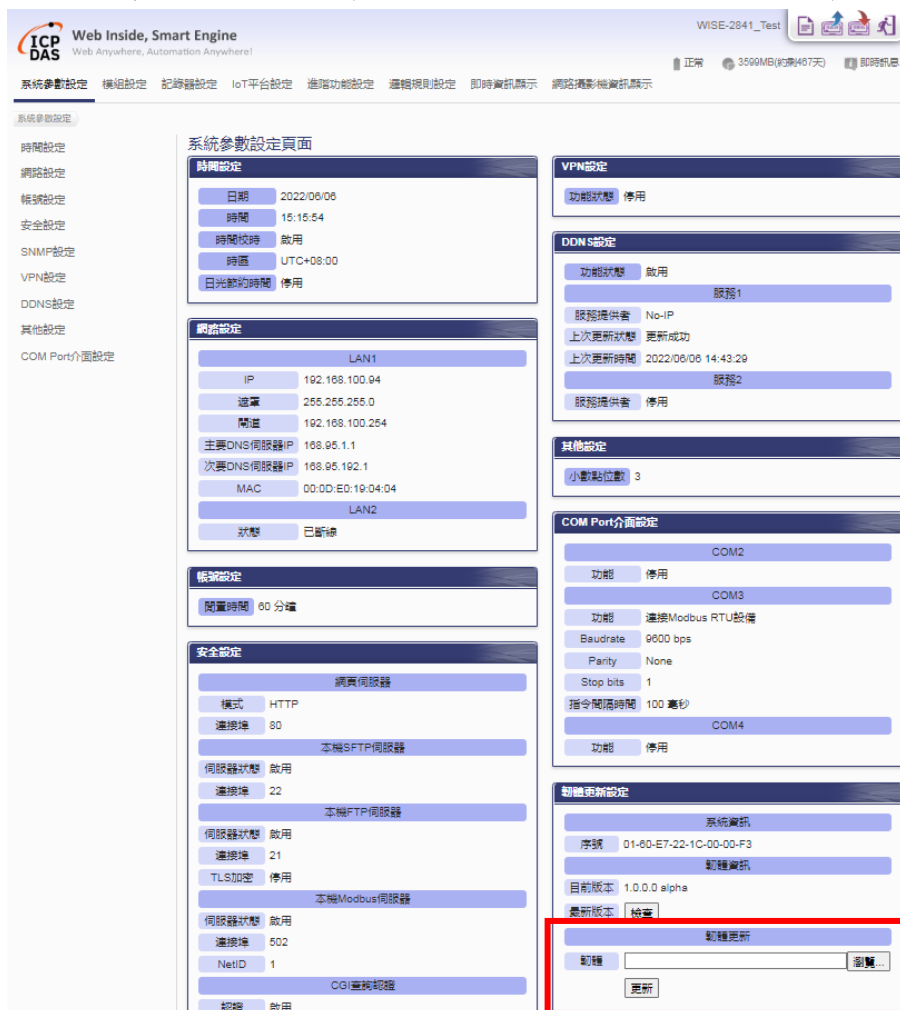 ICP
DAS
Web Inside, Smart Engine
Web Anywhere, Automation Anywhere!
WISE-2841_Test
正常
3599MB(約剩467天)
即時訊息
系統參數設定 模組設定 記錄器設定 IoT平台設定 進階功能設定 邏輯規則設定 即時資訊顯示 網路攝影機資訊顯示
系統參數設定
時間設定
網路設定
帳號設定
安全設定
SNMP設定
VPN設定
DDNS設定
其他設定
COM Port介面設定
系統參數設定頁面
時間設定
日期 2022/06/06
時間 15:15:54
時間校時 啟用
時區 UTC+08:00
日光節約時間 停用
網路設定
LAN1
IP 192.168.100.94
遮罩 255.255.255.0
閘道 192.168.100.254
主要DNS伺服器IP 168.95.1.1
次要DNS伺服器IP 168.95.192.1
MAC 00:0D:E0:19:04:04
LAN2
狀態 已斷線
帳號設定
閒置時間 60 分鐘
安全設定
網頁伺服器
模式 HTTP
連接埠 80
本機SFTP伺服器
伺服器狀態 啟用
連接埠 22
本機FTP伺服器
伺服器狀態 啟用
連接埠 21
TLS加密 停用
本機Modbus伺服器
伺服器狀態 啟用
連接埠 502
NetID 1
CGI查詢認證
認證 啟用
VPN設定
功能狀態 停用
DDNS設定
功能狀態 啟用
服務1
服務提供者 No-IP
上次更新狀態 更新成功
上次更新時間 2022/06/06 14:43:29
服務2
服務提供者 停用
其他設定
小數點位數 3
COM Port介面設定
COM2
功能 停用
COM3
功能 連接Modbus RTU設備
Baudrate 9600 bps
Parity None
Stop bits 1
指令間隔時間 100 毫秒
COM4
功能 停用
韌體更新設定
系統資訊
序號 01-60-E7-22-1C-00-00-F3
韌體資訊
目前版本 1.0.0.0 alpha
最新版本 檢查
韌體更新
韌體 瀏覽...
更新